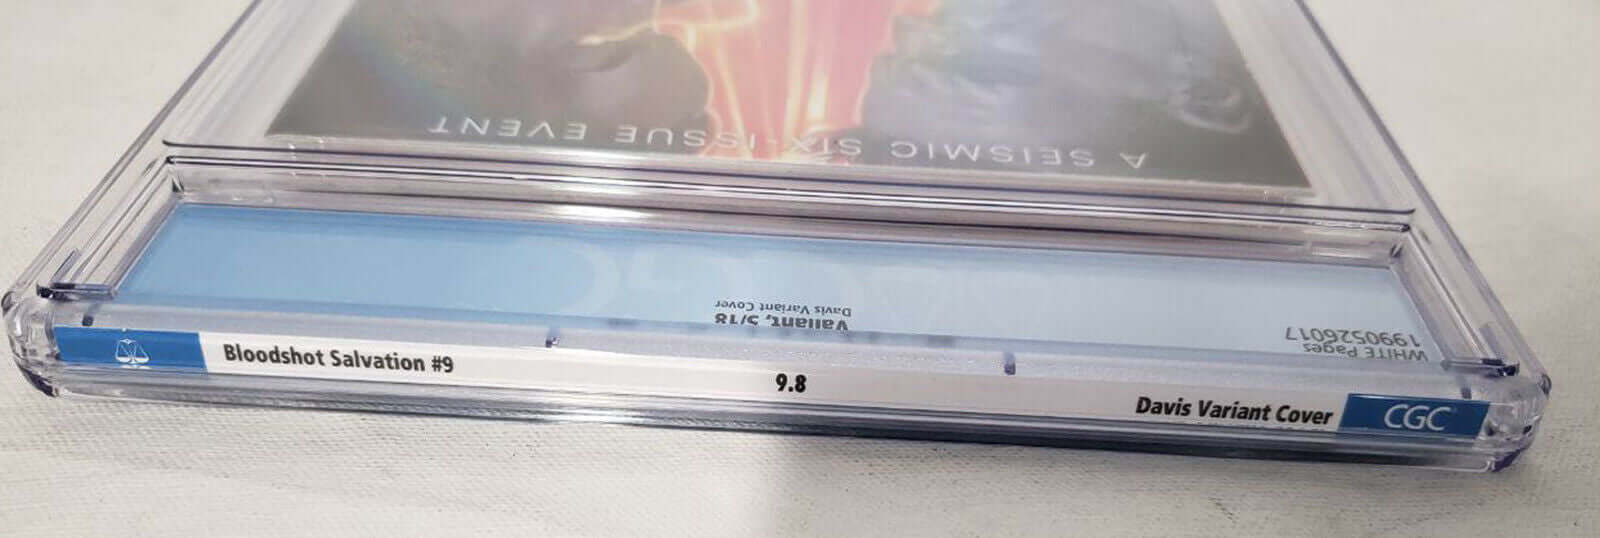 A SEISMIC SIX-ISSUE EVENT
Valiant, 5/18
Davis Variant Cover
WHITE Pages
1990526017
Bloodshot Salvation #9
9.8
Davis Variant Cover
CGC